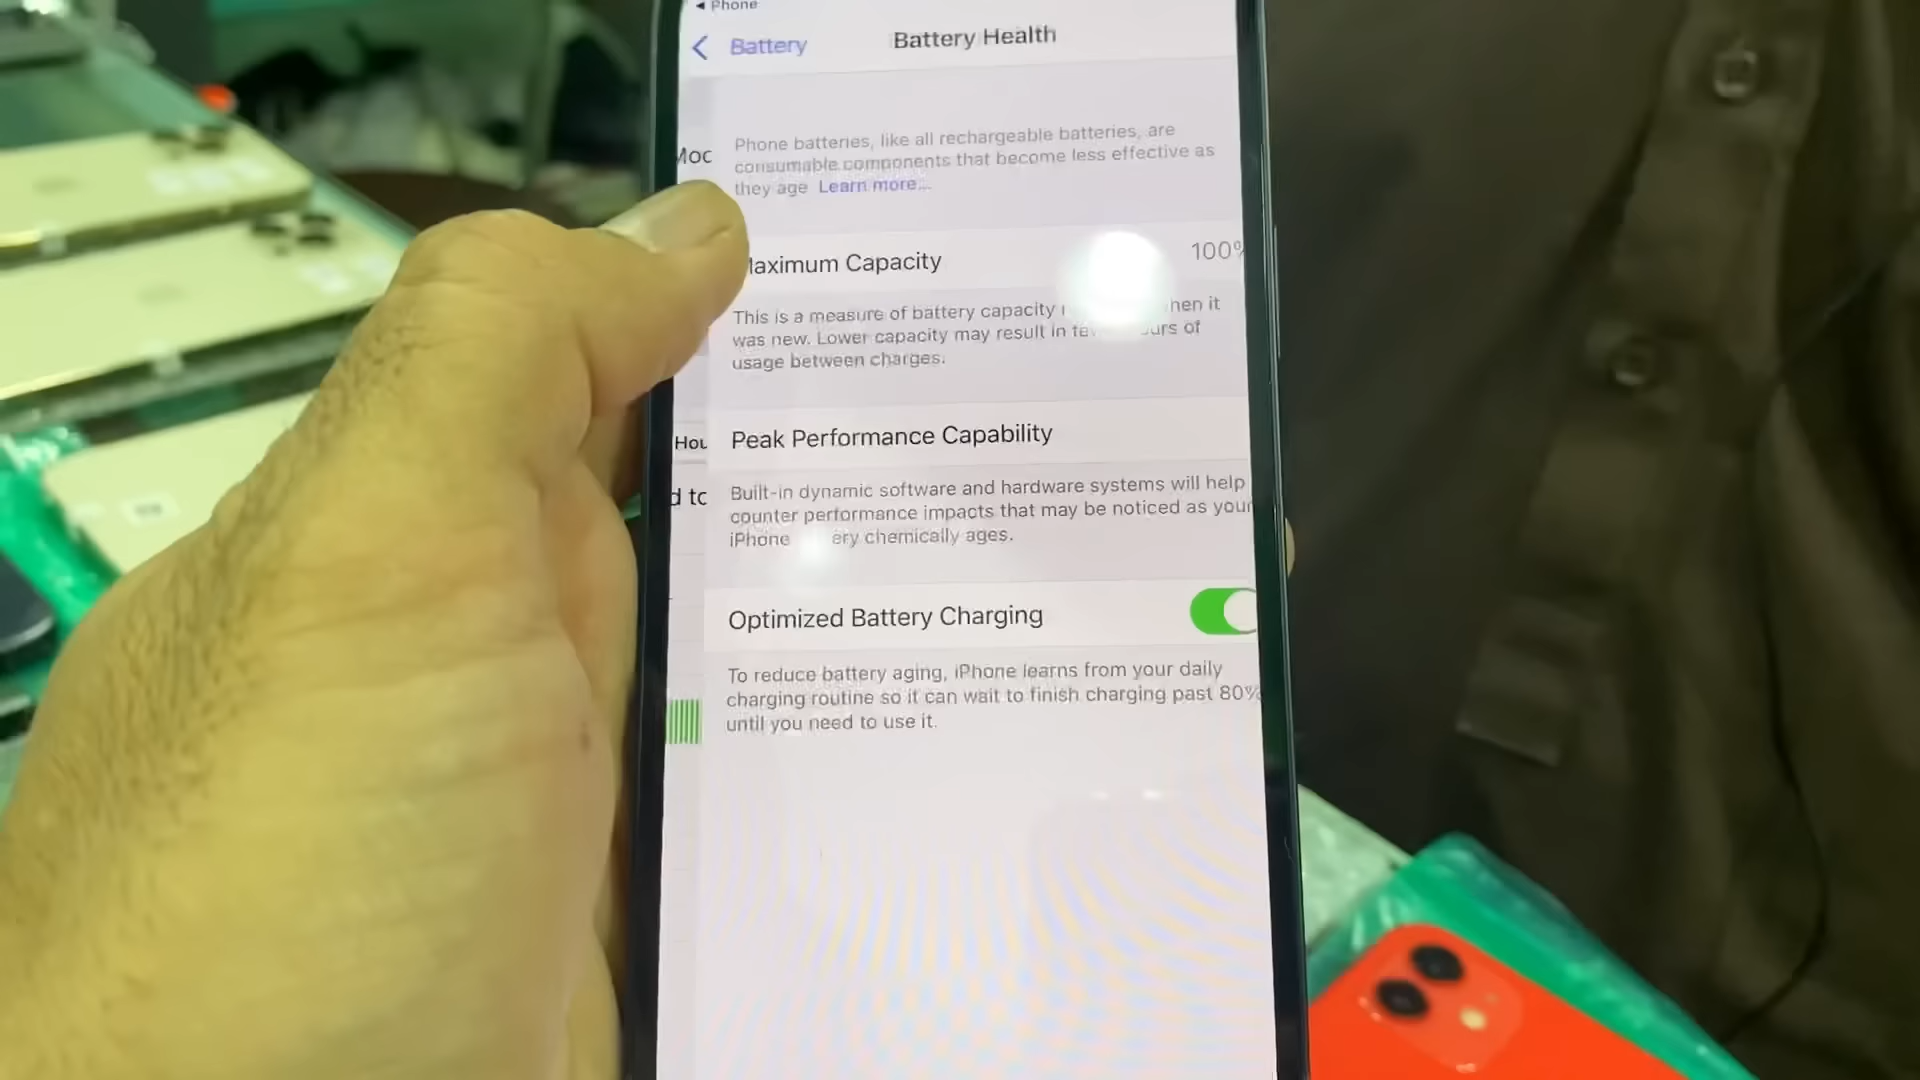 ◂ Phone
Battery
Battery Health
Phone batteries, like all rechargeable batteries, are
consumable components that become less effective as
they age Learn more...
Maximum Capacity
100%
This is a measure of battery capacity hen it
was new. Lower capacity may result in urs of
usage between charges.
Hou
Peak Performance Capability
d to
Built-in dynamic software and hardware systems will help
counter performance impacts that may be noticed as your
iPhone ery chemically ages.
Optimized Battery Charging
To reduce battery aging, iPhone learns from your daily
charging routine so it can wait to finish charging past 80%
until you need to use it.